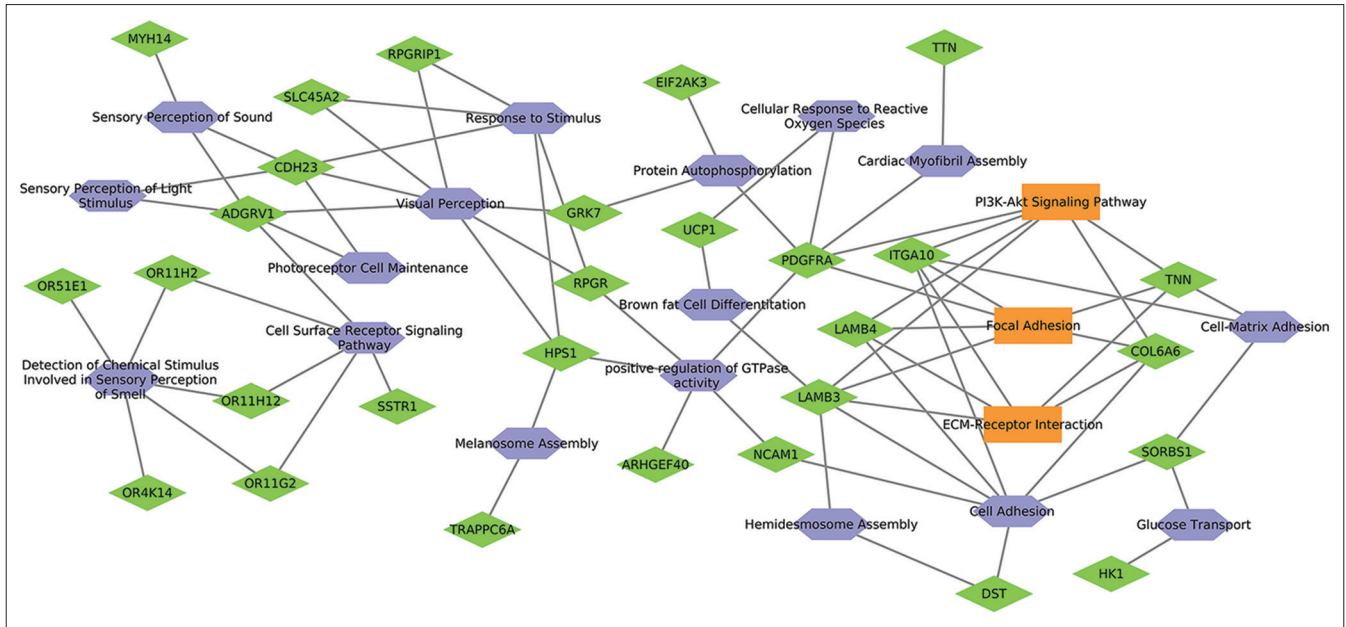 MYH14
RPGRIP1
TTN
EIF2AK3
SLC45A2
Sensory Perception of Sound
Response to Stimulus
Cellular Response to Reactive
Oxygen Species
CDH23
Protein Autophorylation
Cardiac Myofibril Assembly
Sensory Perception of Light
Stimulus
ADGRV1
Visual Perception
GRK7
UCP1
PI3K-Akt Signaling Pathway
PDGFRA
ITGA10
OR11H2
Photoreceptor Cell Maintenance
OR51E1
RPGR
TNN
Brown fat Cell Differentitation
Cell Surface Receptor Signaling
Pathway
LAMB4
Focal Adhesion
Cell-Matrix Adhesion
HPS1
COL6A6
Detection of Chemical Stimulus
Involved in Sensory Perception
of Smell
positive regulation of GTPase
activity
OR11H12
SSTR1
LAMB3
ECM-Receptor Interaction
Melanosome Assembly
NCAM1
SORBS1
ARHGEF40
OR4K14
OR11G2
TRAPPC6A
Hemidesmosome Assembly
Cell Adhesion
Glucose Transport
HK1
DST